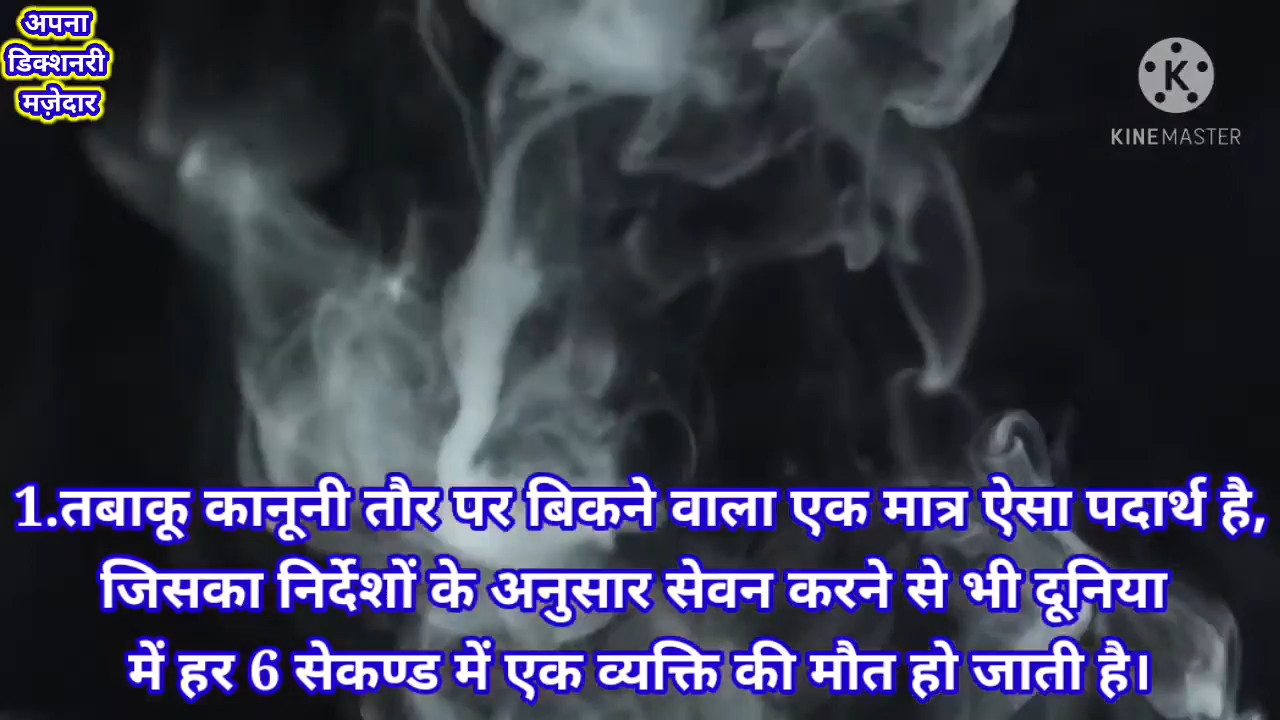 अपना
डिक्शनरी
मज़ेदार
K
KINEMASTER
1.तबाकू कानूनी तौर पर बिकने वाला एक मात्र ऐसा पदार्थ है,
जिसका निर्देशों के अनुसार सेवन करने से भी दूनिया
में हर 6 सेकण्ड में एक व्यक्ति की मौत हो जाती है।